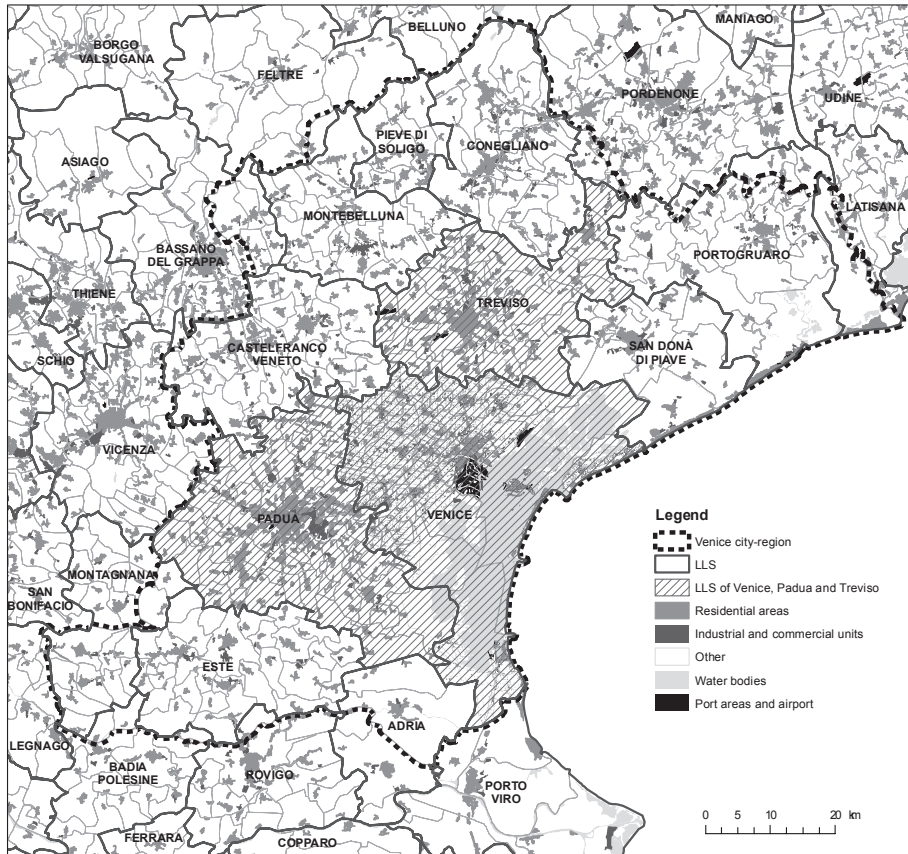 BELLUNO
MANIAGO
BORGO
VALSUGANA
FELTRE
PORDENONE
UDINE
PIEVE DI
SOLIGO
CONEGLIANO
ASIAGO
MONTEBELLUNA
LATISANA
BASSANO
DEL GRAPPA
PORTOGRUARO
THIENE
TREVISO
SCHIO
CASTELFRANCO
VENETO
SAN DONÀ
DI PIAVE
VICENZA
PADUA
VENICE
MONTAGNANA
SAN
BONIFACIO
ESTE
ADRIA
LEGNAGO
BADIA
POLESINE
ROVIGO
PORTO
VIRO
FERRARA
COPPARO
Legend
Venice city-region
LLS
LLS of Venice, Padua and Treviso
Residential areas
Industrial and commercial units
Other
Water bodies
Port areas and airport
0 5 10 20 km